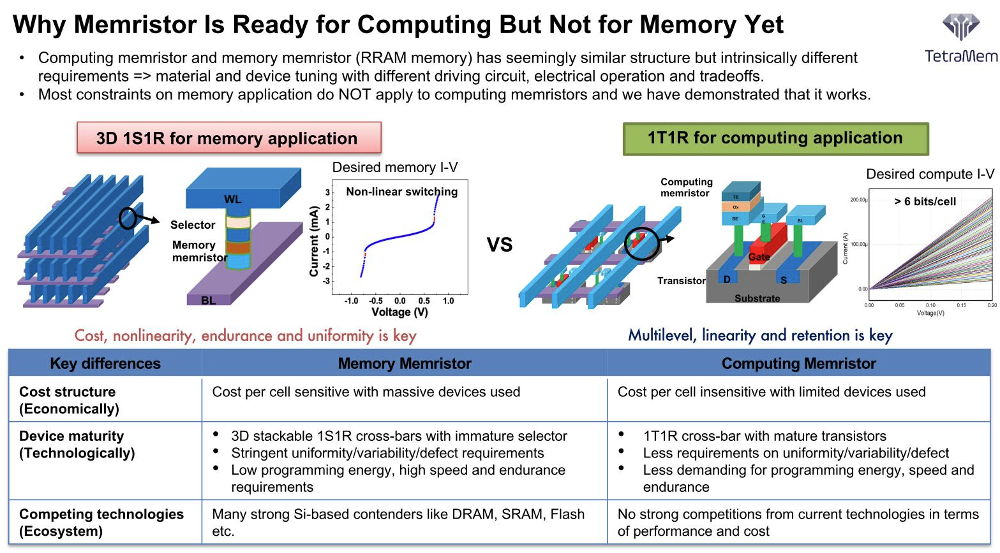 Why Memristor Is Ready for Computing But Not for Memory Yet
TetraMem
• Computing memristor and memory memristor (RRAM memory) has seemingly similar structure but intrinsically different
requirements => material and device tuning with different driving circuit, electrical operation and tradeoffs.
• Most constraints on memory application do NOT apply to computing memristors and we have demonstrated that it works.
3D 1S1R for memory application
WL
Selector
Memory
memristor
BL
Desired memory I-V
Non-linear switching
Current (mA)
3
2
1
0
-1
-2
-3
-1.0 -0.5 0.0 0.5 1.0
Voltage (V)
Cost, nonlinearity, endurance and uniformity is key
VS
1T1R for computing application
Computing
memristor
TE
Ox
BE
G
E
BL
Gate
Transistor
D
S
Substrate
Desired compute I-V
> 6 bits/cell
Current (A)
200.00µ
100.00µ
0.00
0.00 0.05 0.10 0.15 0.20
Voltage(V)
Multilevel, linearity and retention is key
Key differences
Memory Memristor
Computing Memristor
Cost structure
(Economically)
Cost per cell sensitive with massive devices used
Cost per cell insensitive with limited devices used
Device maturity
(Technologically)
• 3D stackable 1S1R cross-bars with immature selector
• Stringent uniformity/variability/defect requirements
• Low programming energy, high speed and endurance
requirements
• 1T1R cross-bar with mature transistors
• Less requirements on uniformity/variability/defect
• Less demanding for programming energy, speed and
endurance
Competing technologies
(Ecosystem)
Many strong Si-based contenders like DRAM, SRAM, Flash
etc.
No strong competitions from current technologies in terms
of performance and cost